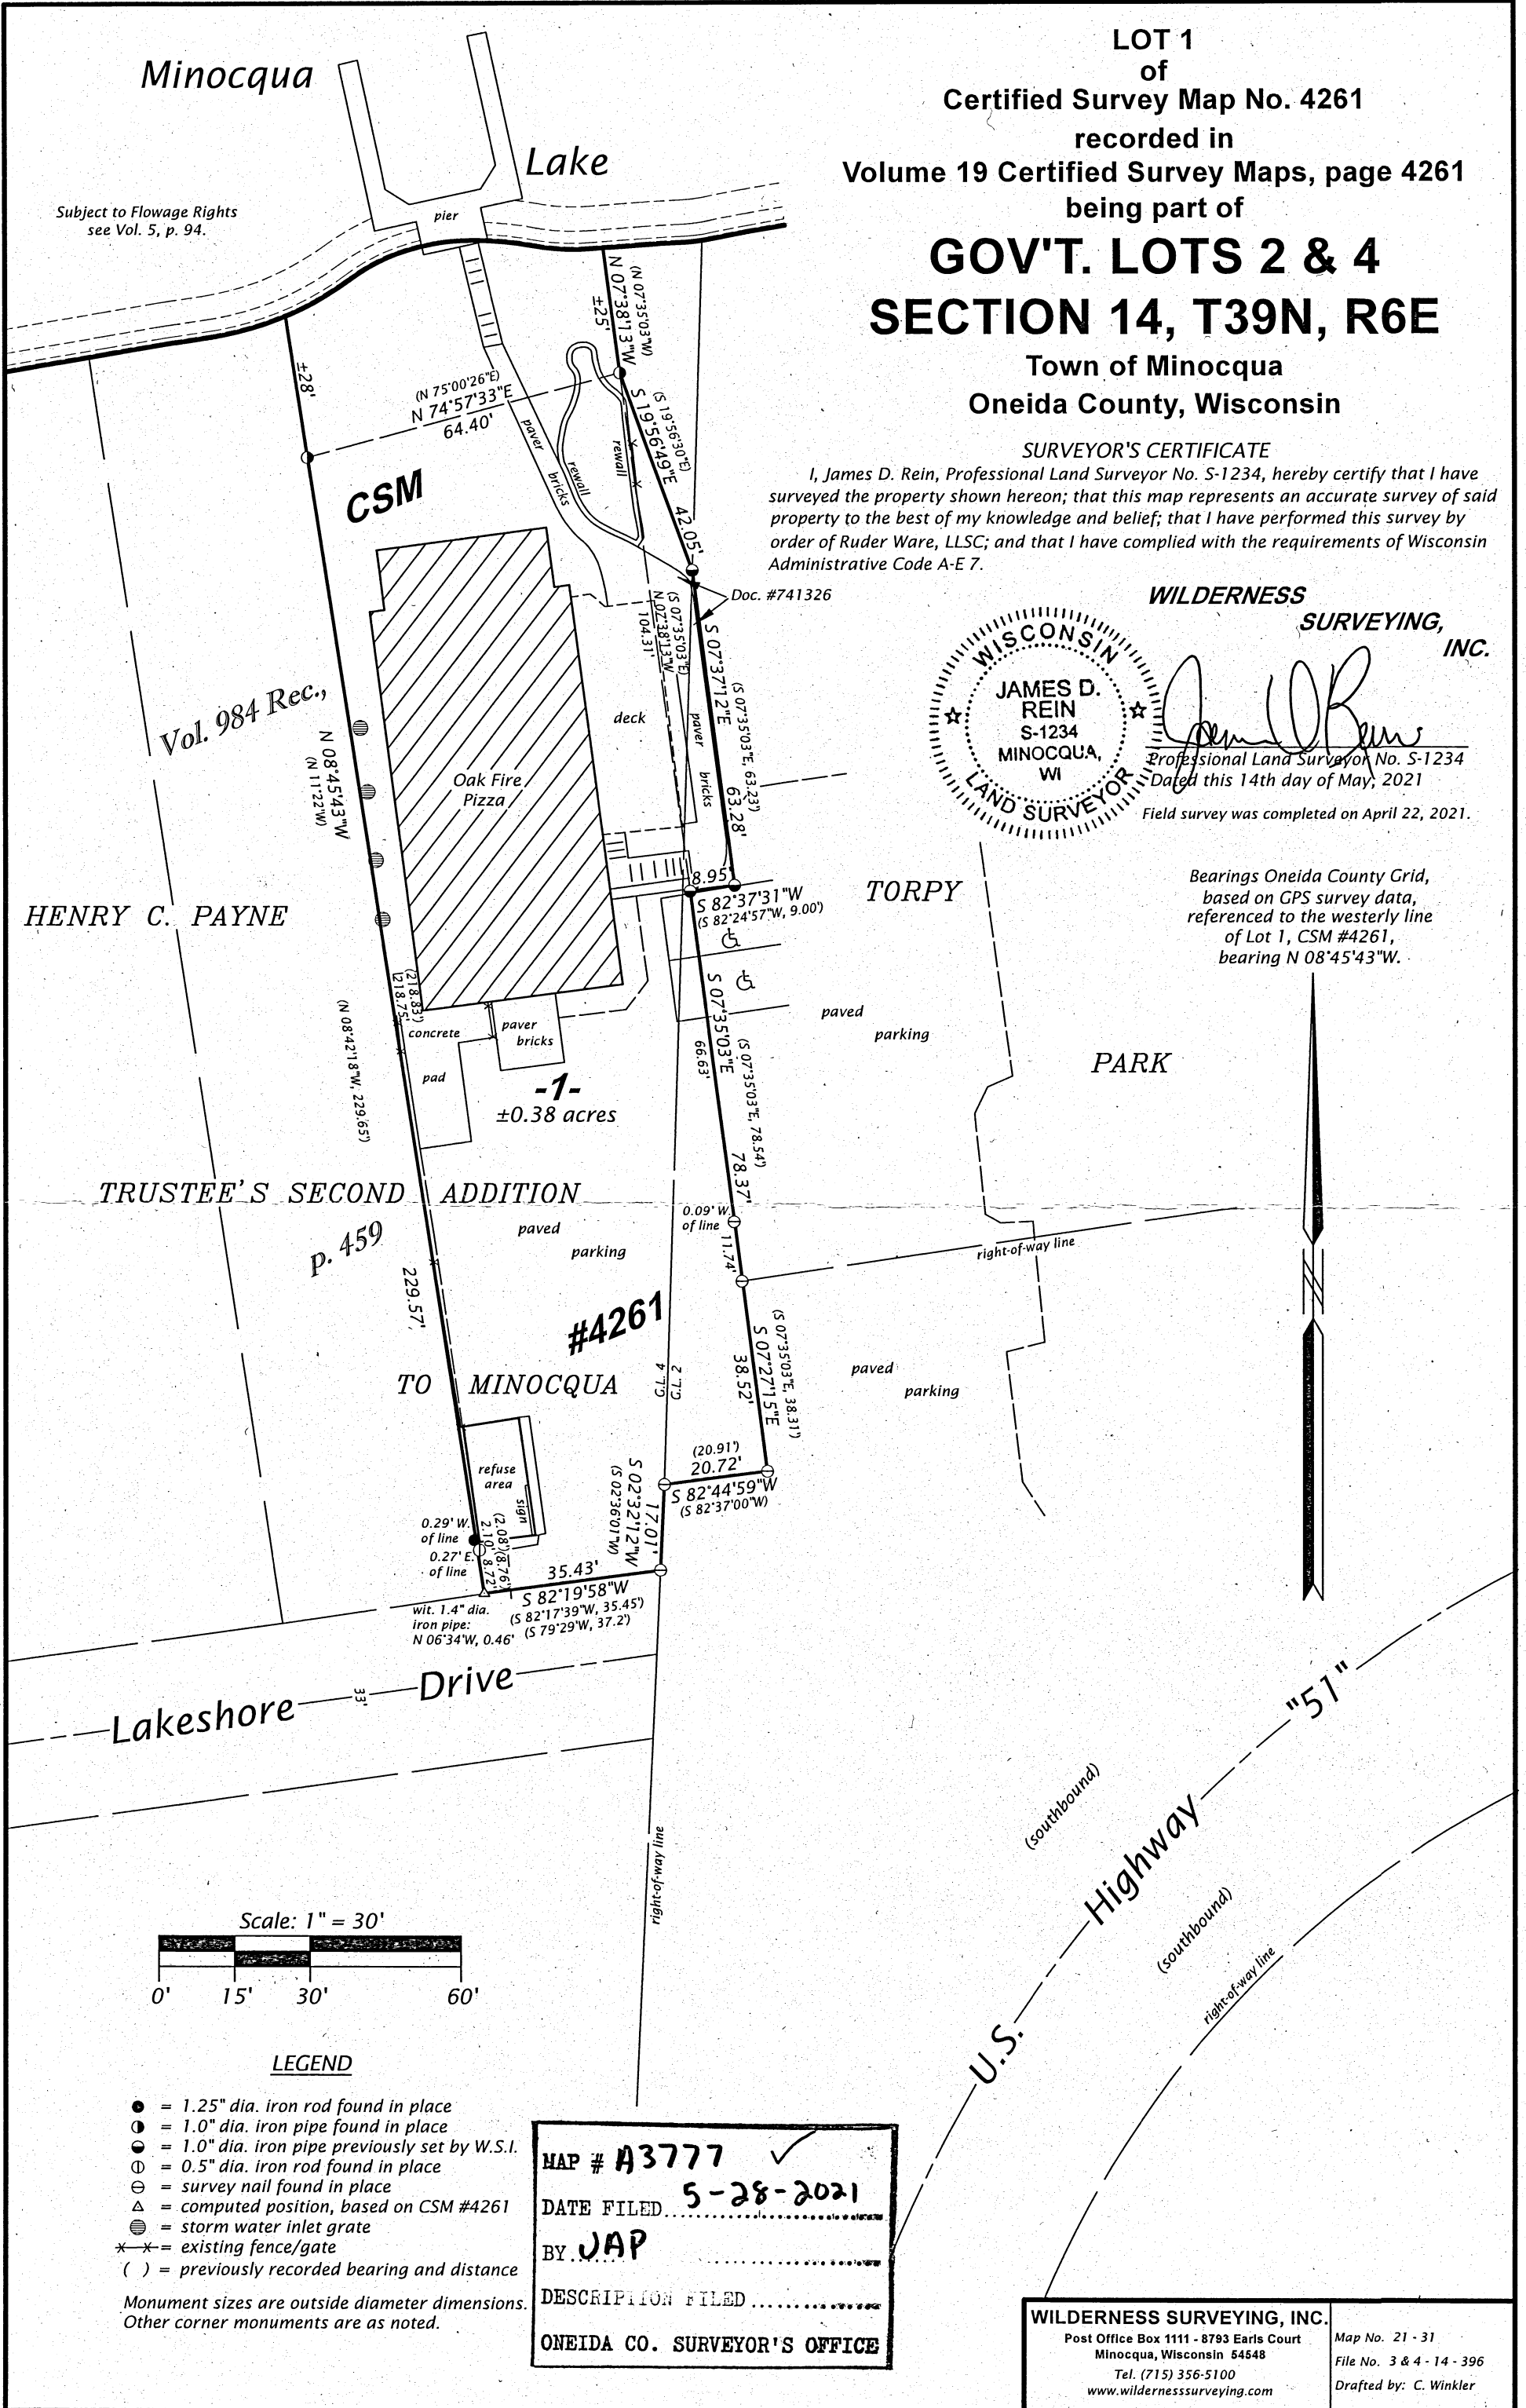 LOT 1
of
Certified Survey Map No. 4261
recorded in
Volume 19 Certified Survey Maps, page 4261
being part of
GOV'T. LOTS 2 & 4
SECTION 14, T39N, R6E
Town of Minocqua
Oneida County, Wisconsin
SURVEYOR'S CERTIFICATE
I, James D. Rein, Professional Land Surveyor No. S-1234, hereby certify that I have
surveyed the property shown hereon; that this map represents an accurate survey of said
property to the best of my knowledge and belief; that I have performed this survey by
order of Ruder Ware, LLSC; and that I have complied with the requirements of Wisconsin
Administrative Code A-E 7.
WILDERNESS
SURVEYING,
INC.
WISCONSIN
JAMES D.
REIN
S-1234
MINOCQUA,
WI
LAND SURVEYOR
Professional Land Surveyor No. S-1234
Dated this 14th day of May, 2021
Field survey was completed on April 22, 2021.
Bearings Oneida County Grid,
based on GPS survey data,
referenced to the westerly line
of Lot 1, CSM #4261,
bearing N 08°45'43"W.
Minocqua
Lake
Subject to Flowage Rights
see Vol. 5, p. 94.
pier
±28'
(N 75°00'26"E)
N 74°57'33"E
64.40'
±25'
N 07°38'13"W
(N 07°35'03"W)
(S 19°56'30"E)
S 19°56'49"E
42.05'
paver
bricks
rewall
rewall
CSM
Doc. #741326
(S 07°35'03"E)
N 07°38'13"W
104.31'
S 07°37'12"E
(S 07°35'03"E, 63.23')
63.28'
deck
paver
bricks
Vol. 984 Rec.,
N 08°45'43"W
(N 11°22'W)
Oak Fire
Pizza
8.95'
S 82°37'31"W
(S 82°24'57"W, 9.00')
TORPY
PARK
HENRY C. PAYNE
(218.83')
218.75'
(N 08°42'18"W, 229.65')
concrete
pad
paver
bricks
S 07°35'03"E
66.63'
(S 07°35'03"E, 78.54')
78.37'
paved
parking
-1-
±0.38 acres
TRUSTEE'S SECOND ADDITION
p. 459
paved
parking
0.09' W.
of line
11.74'
right-of-way line
229.57'
#4261
G.L. 4
G.L. 2
(S 07°35'03"E, 38.31')
S 07°27'15"E
38.52'
paved
parking
TO MINOCQUA
(20.91')
20.72'
S 82°44'59"W
(S 82°37'00"W)
refuse
area
sign
17.01'
S 02°32'12"W
(S 02°36'01"W)
0.29' W.
of line
0.27' E.
of line
(2.08')
2.10'
(8.76')
8.72'
35.43'
S 82°19'58"W
(S 82°17'39"W, 35.45')
(S 79°29'W, 37.2')
wit. 1.4" dia.
iron pipe:
N 06°34'W, 0.46'
Lakeshore Drive
33'
right-of-way line
(southbound)
U.S. Highway "51"
(southbound)
right-of-way line
Scale: 1" = 30'
0' 15' 30' 60'
LEGEND
= 1.25" dia. iron rod found in place
= 1.0" dia. iron pipe found in place
= 1.0" dia. iron pipe previously set by W.S.I.
= 0.5" dia. iron rod found in place
= survey nail found in place
= computed position, based on CSM #4261
= storm water inlet grate
= existing fence/gate
( ) = previously recorded bearing and distance
Monument sizes are outside diameter dimensions.
Other corner monuments are as noted.
MAP # A3777
DATE FILED 5-28-2021
BY JAP
DESCRIPTION FILED
ONEIDA CO. SURVEYOR'S OFFICE
WILDERNESS SURVEYING, INC.
Post Office Box 1111 - 8793 Earls Court
Minocqua, Wisconsin 54548
Tel. (715) 356-5100
www.wildernesssurveying.com
Map No. 21 - 31
File No. 3 & 4 - 14 - 396
Drafted by: C. Winkler